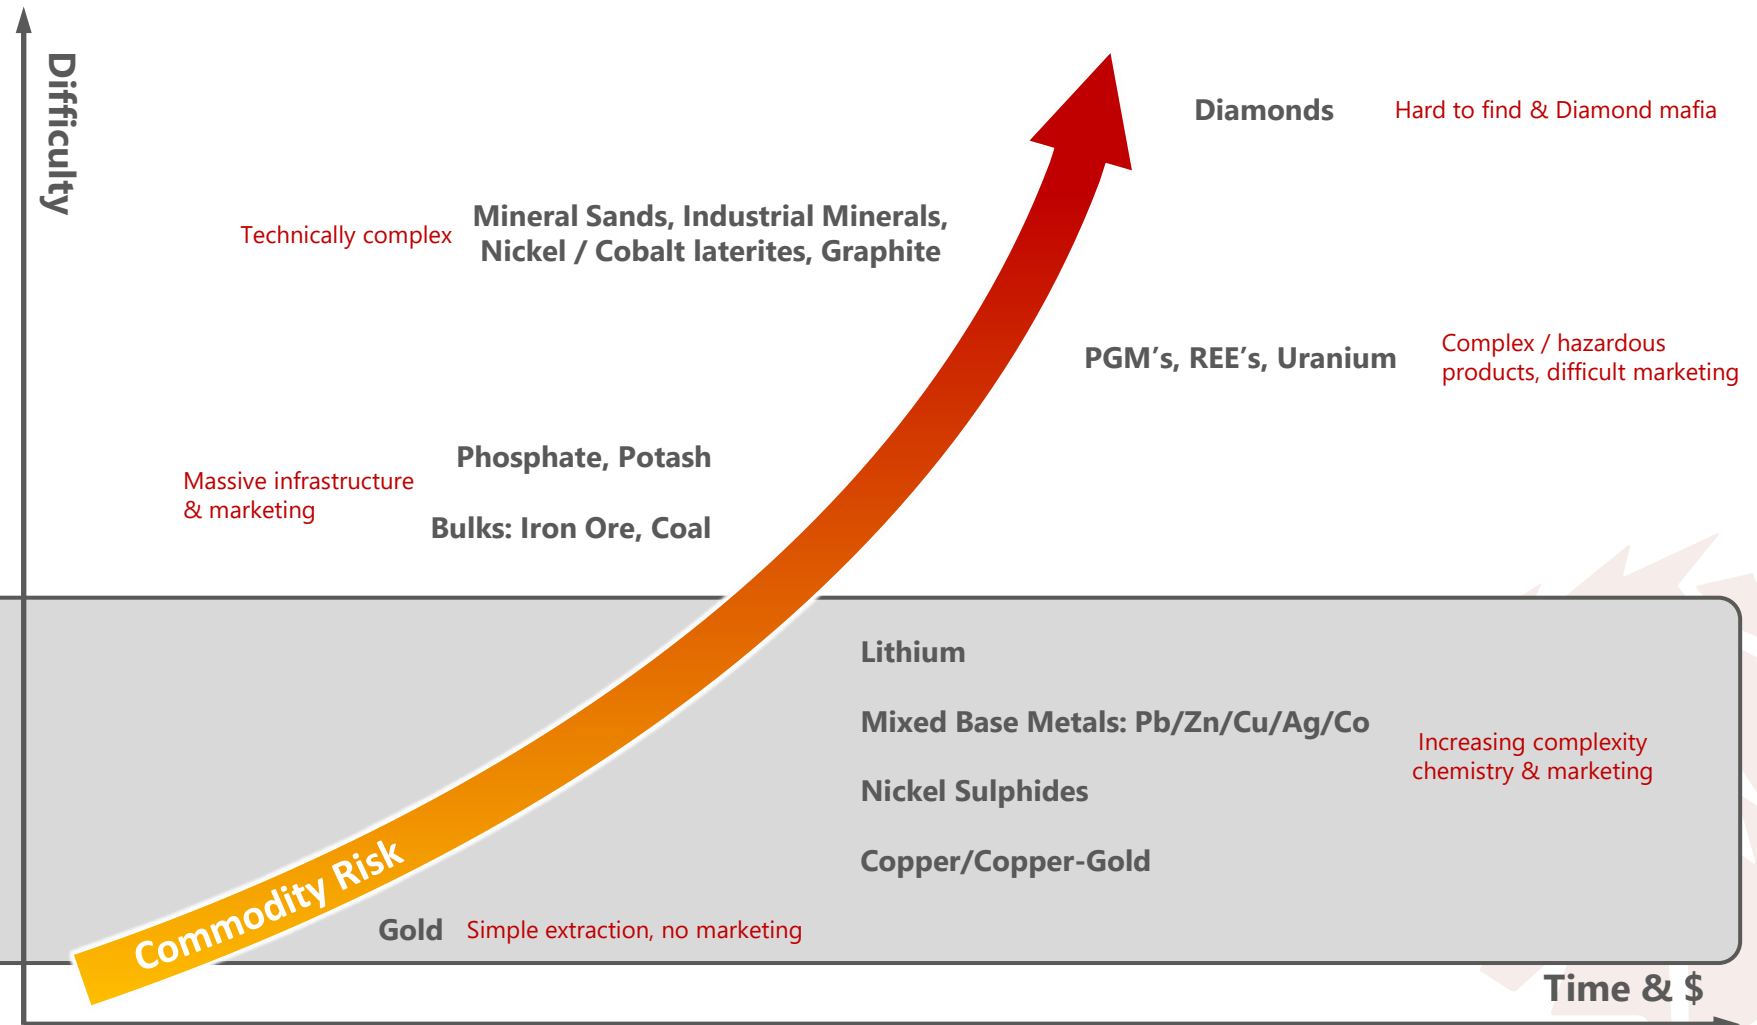 Difficulty
Diamonds
Hard to find & Diamond mafia
Technically complex
Mineral Sands, Industrial Minerals,
Nickel / Cobalt laterites, Graphite
PGM’s, REE’s, Uranium
Complex / hazardous
products, difficult marketing
Phosphate, Potash
Massive infrastructure
& marketing
Bulks: Iron Ore, Coal
Lithium
Mixed Base Metals: Pb/Zn/Cu/Ag/Co
Increasing complexity
chemistry & marketing
Nickel Sulphides
Copper/Copper-Gold
Commodity Risk
Gold
Simple extraction, no marketing
Time & $